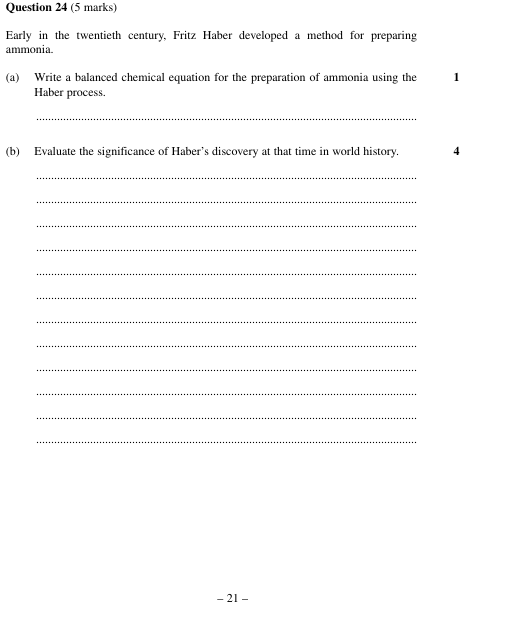 Question 24 (5 marks)
Early in the twentieth century, Fritz Haber developed a method for preparing
ammonia.
(a) Write a balanced chemical equation for the preparation of ammonia using the 1
Haber process.
(b) Evaluate the significance of Haber's discovery at that time in world history. 4
– 21 –